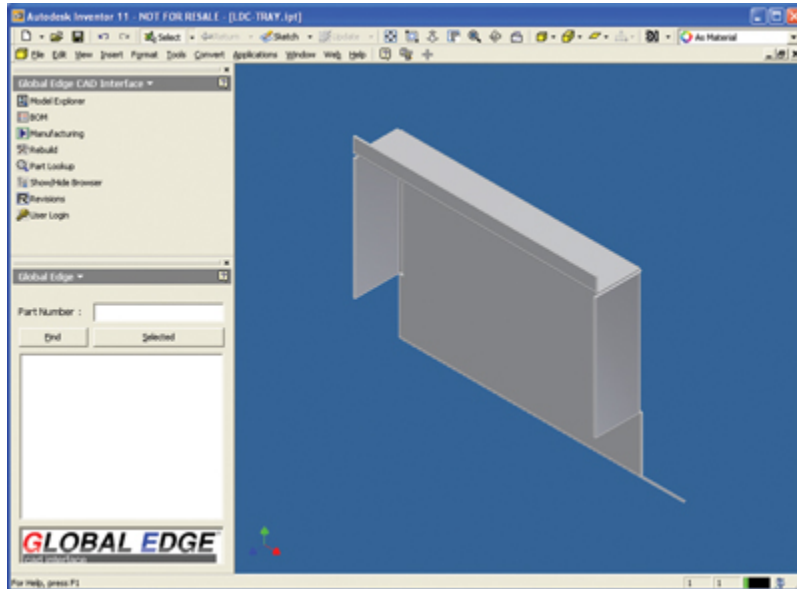 Autodesk Inventor 11 - NOT FOR RESALE - [LDC-TRAY.ipt]
Select Return Sketch Update As Material
File Edit View Insert Format Tools Convert Applications Window Web Help
Global Edge CAD Interface
Model Explorer
BOM
Manufacturing
Rebuild
Part Lookup
Show/Hide Browser
Revisions
User Login
Global Edge
Part Number :
Find Selected
GLOBAL EDGE
cad interface
For Help, press F1
1 1